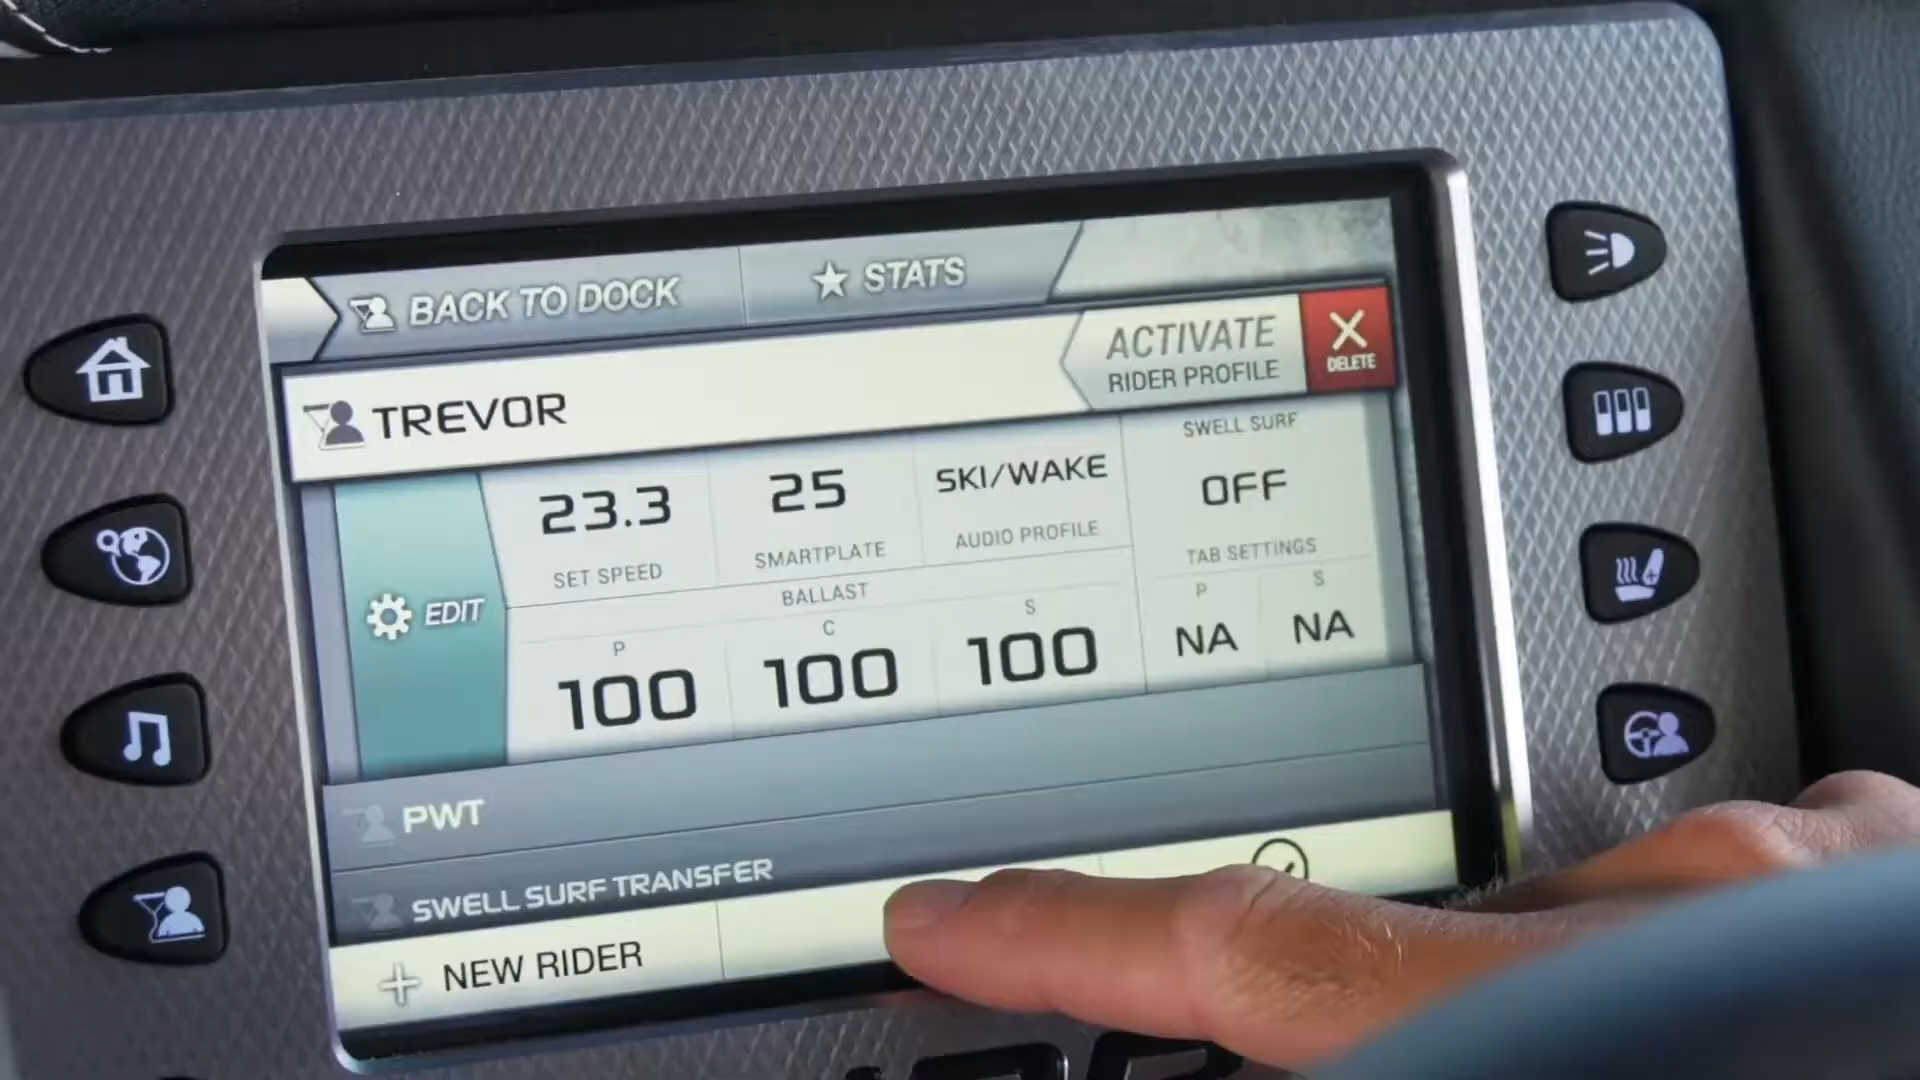 BACK TO DOCK
STATS
ACTIVATE
RIDER PROFILE
DELETE
TREVOR
EDIT
23.3
SET SPEED
25
SMARTPLATE
SKI/WAKE
AUDIO PROFILE
SWELL SURF
OFF
TAB SETTINGS
P
NA
S
NA
BALLAST
P
100
C
100
S
100
PWT
SWELL SURF TRANSFER
NEW RIDER